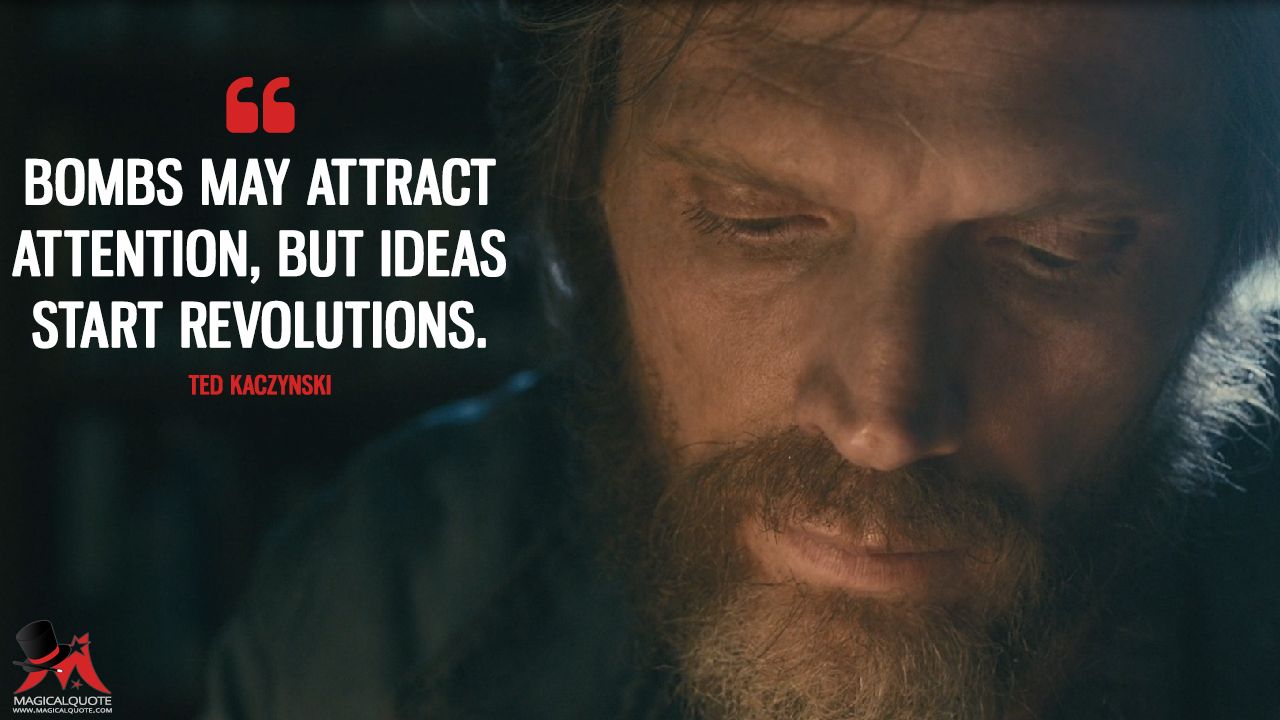 BOMBS MAY ATTRACT
ATTENTION, BUT IDEAS
START REVOLUTIONS.
TED KACZYNSKI
MAGICALQUOTE
WWW.MAGICALQUOTE.COM